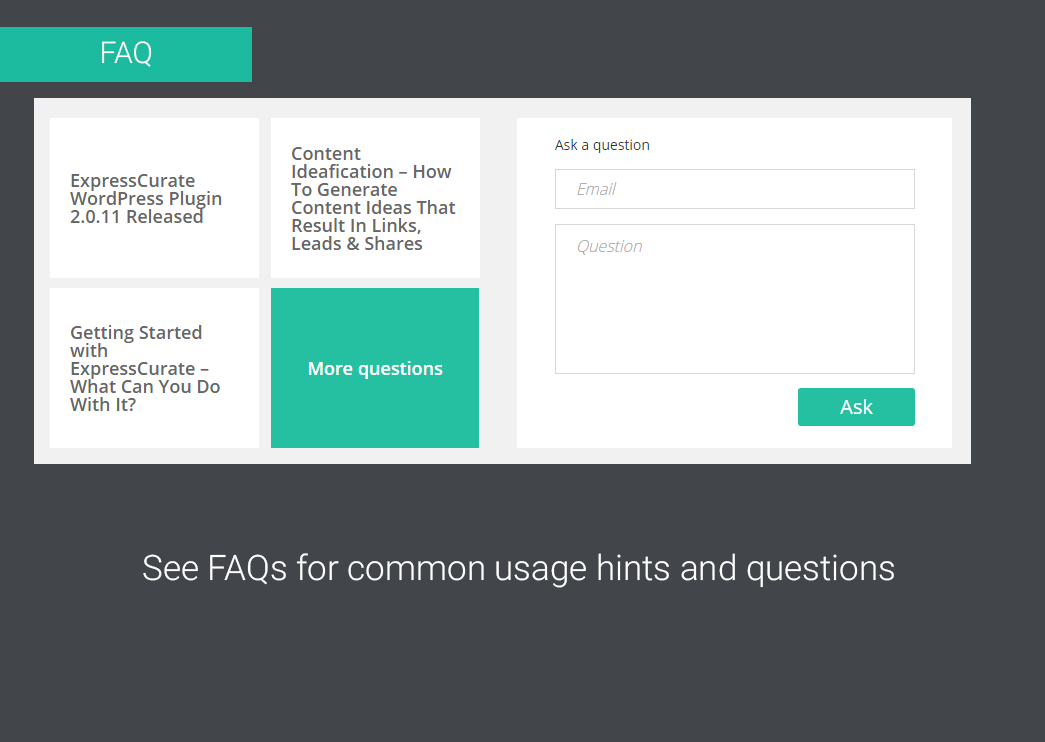 FAQ
ExpressCurate
WordPress Plugin
2.0.11 Released
Content
Ideafication – How
To Generate
Content Ideas That
Result In Links,
Leads & Shares
Getting Started
with
ExpressCurate –
What Can You Do
With It?
More questions
Ask a question
Email
Question
Ask
See FAQs for common usage hints and questions